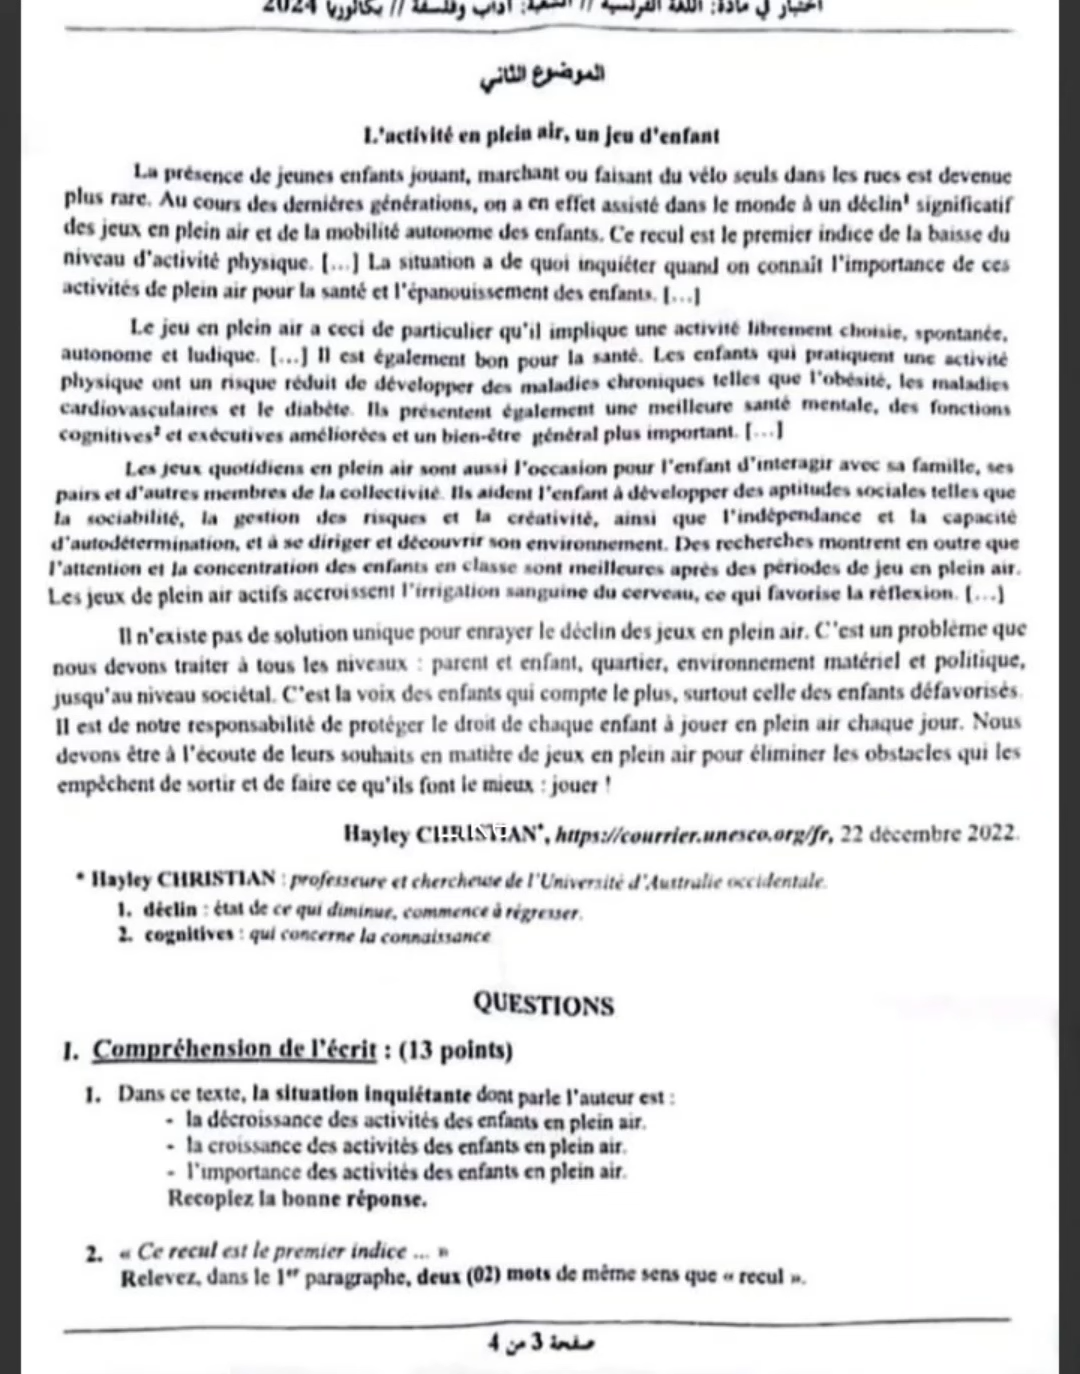 اختبار في مادة: اللغة الفرنسية // الشعبة: آداب وفلسفة // بكالوريا 2024
الموضوع الثاني
L'activité en plein air, un jeu d'enfant
La présence de jeunes enfants jouant, marchant ou faisant du vélo seuls dans les rues est devenue
plus rare. Au cours des dernières générations, on a en effet assisté dans le monde à un déclin¹ significatif
des jeux en plein air et de la mobilité autonome des enfants. Ce recul est le premier indice de la baisse du
niveau d'activité physique. [...] La situation a de quoi inquiéter quand on connaît l'importance de ces
activités de plein air pour la santé et l'épanouissement des enfants. [...]
Le jeu en plein air a ceci de particulier qu'il implique une activité librement choisie, spontanée,
autonome et ludique. [...] Il est également bon pour la santé. Les enfants qui pratiquent une activité
physique ont un risque réduit de développer des maladies chroniques telles que l'obésité, les maladies
cardiovasculaires et le diabète. Ils présentent également une meilleure santé mentale, des fonctions
cognitives² et exécutives améliorées et un bien-être général plus important. [...]
Les jeux quotidiens en plein air sont aussi l'occasion pour l'enfant d'interagir avec sa famille, ses
pairs et d'autres membres de la collectivité. Ils aident l'enfant à développer des aptitudes sociales telles que
la sociabilité, la gestion des risques et la créativité, ainsi que l'indépendance et la capacité
d'autodétermination, et à se diriger et découvrir son environnement. Des recherches montrent en outre que
l'attention et la concentration des enfants en classe sont meilleures après des périodes de jeu en plein air.
Les jeux de plein air actifs accroissent l'irrigation sanguine du cerveau, ce qui favorise la réflexion. [...]
Il n'existe pas de solution unique pour enrayer le déclin des jeux en plein air. C'est un problème que
nous devons traiter à tous les niveaux : parent et enfant, quartier, environnement matériel et politique,
jusqu'au niveau sociétal. C'est la voix des enfants qui compte le plus, surtout celle des enfants défavorisés.
Il est de notre responsabilité de protéger le droit de chaque enfant à jouer en plein air chaque jour. Nous
devons être à l'écoute de leurs souhaits en matière de jeux en plein air pour éliminer les obstacles qui les
empêchent de sortir et de faire ce qu'ils font le mieux : jouer !
Hayley CHRISTIAN*, https://courrier.unesco.org/fr, 22 décembre 2022.
* Hayley CHRISTIAN : professeure et chercheuse de l'Université d'Australie occidentale.
1. déclin : état de ce qui diminue, commence à régresser.
2. cognitives : qui concerne la connaissance
QUESTIONS
I. Compréhension de l'écrit : (13 points)
1. Dans ce texte, la situation inquiétante dont parle l'auteur est :
- la décroissance des activités des enfants en plein air.
- la croissance des activités des enfants en plein air.
- l'importance des activités des enfants en plein air.
Recopiez la bonne réponse.
2. « Ce recul est le premier indice ... »
Relevez, dans le 1er paragraphe, deux (02) mots de même sens que « recul ».
صفحة 3 من 4